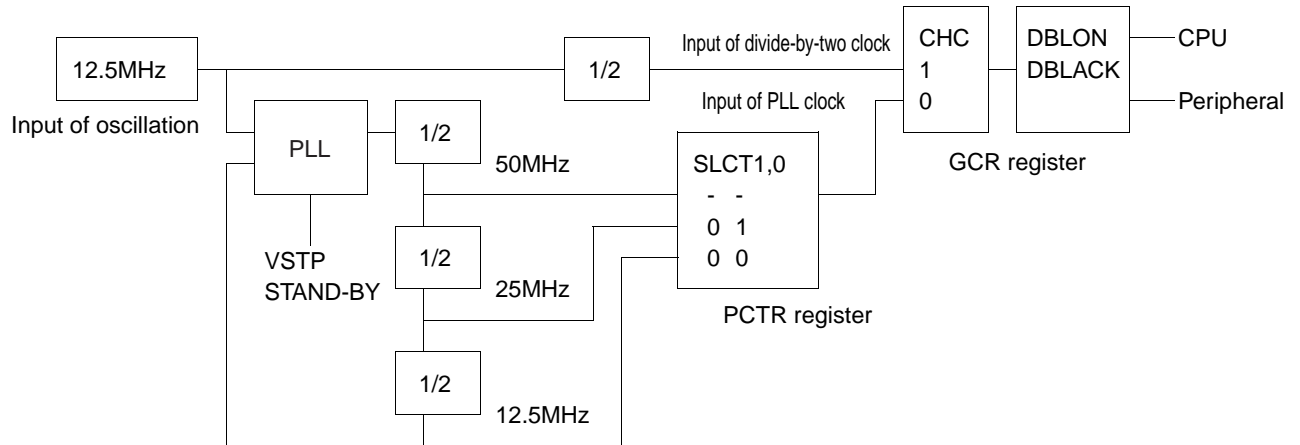 12.5MHz
Input of oscillation
1/2
Input of divide-by-two clock
CHC
1
0
DBLON
DBLACK
CPU
Peripheral
GCR register
PLL
VSTP
STAND-BY
1/2
50MHz
Input of PLL clock
SLCT1,0
- -
0 1
0 0
PCTR register
1/2
25MHz
1/2
12.5MHz